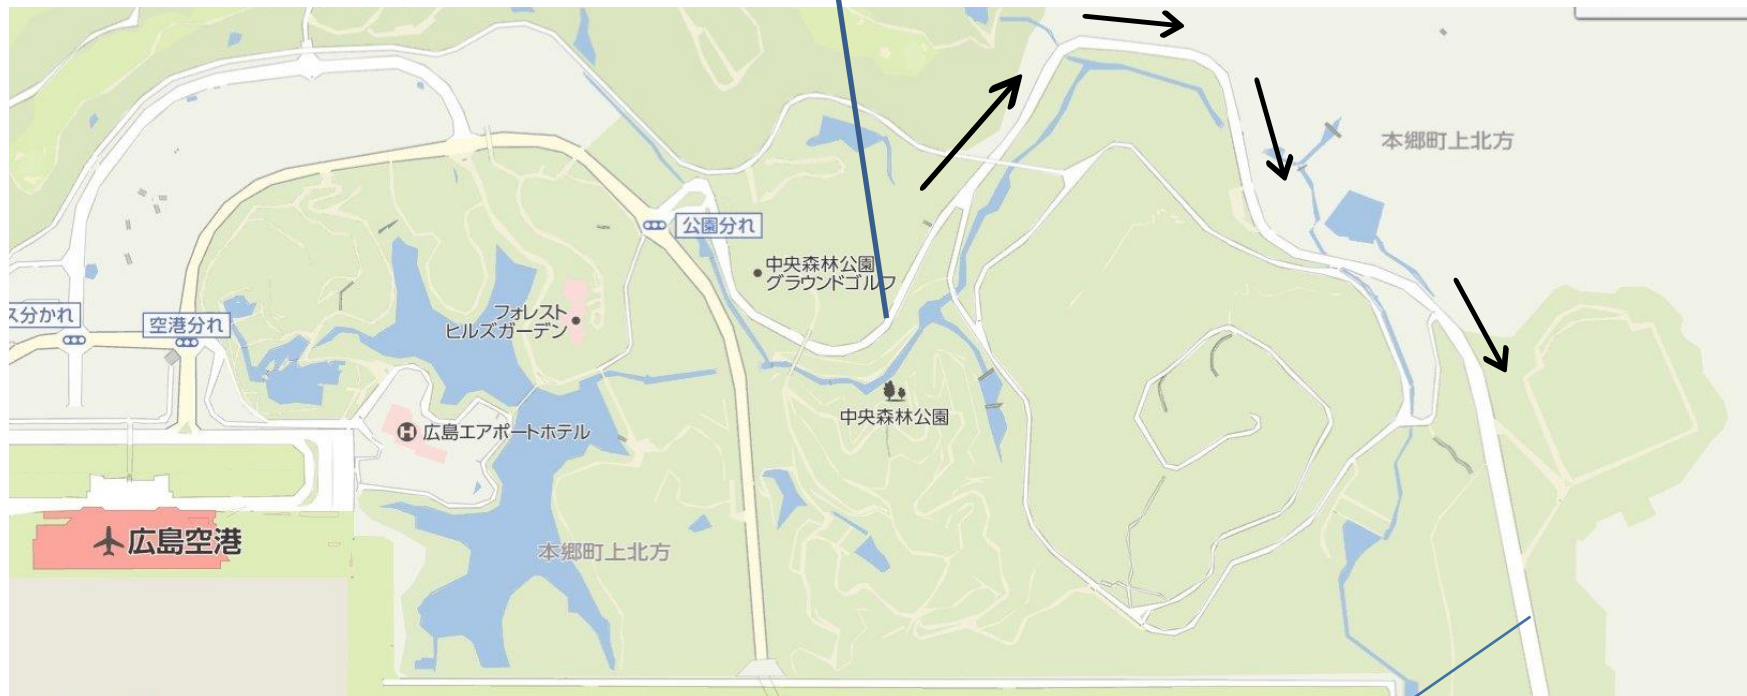 本郷町上北方
公園分れ
中央森林公園
グラウンドゴルフ
フォレスト
ヒルズガーデン
ス分かれ
空港分れ
中央森林公園
H 広島エアポートホテル
広島空港
本郷町上北方